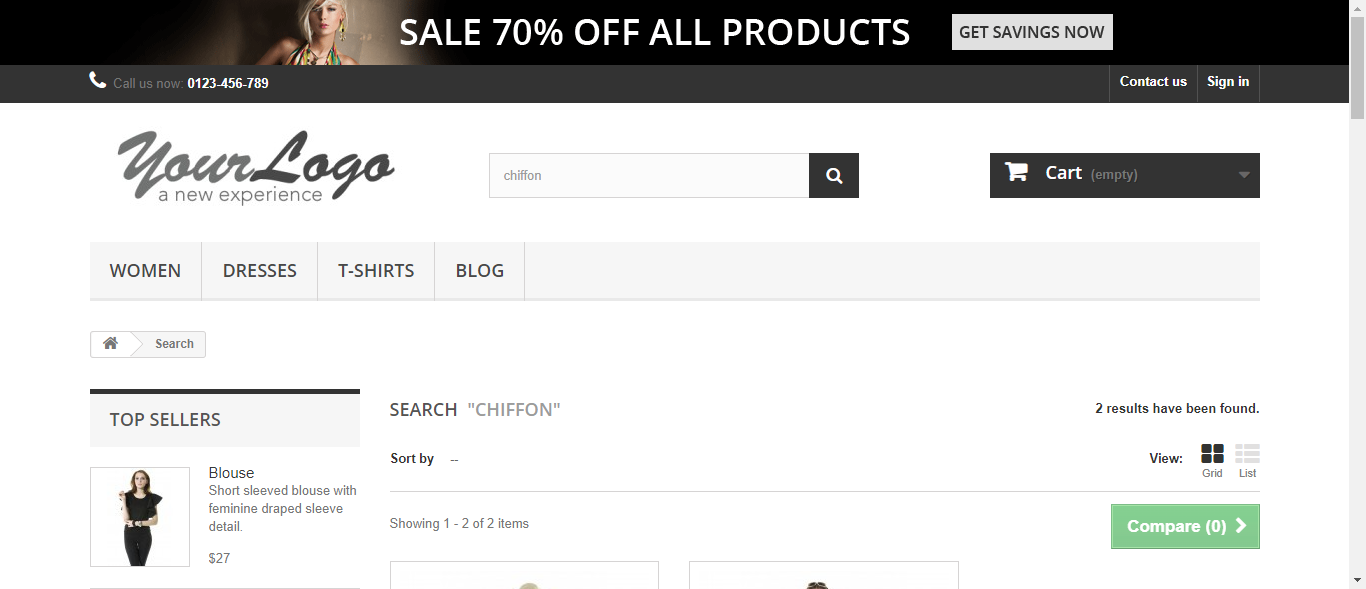 SALE 70% OFF ALL PRODUCTS GET SAVINGS NOW
Call us now: 0123-456-789 Contact us Sign in
YourLogo
a new experience
chiffon
Cart (empty)
WOMEN DRESSES T-SHIRTS BLOG
Search
TOP SELLERS
Blouse
Short sleeved blouse with
feminine draped sleeve
detail.
$27
SEARCH "CHIFFON" 2 results have been found.
Sort by -- View: Grid List
Showing 1 - 2 of 2 items Compare (0)